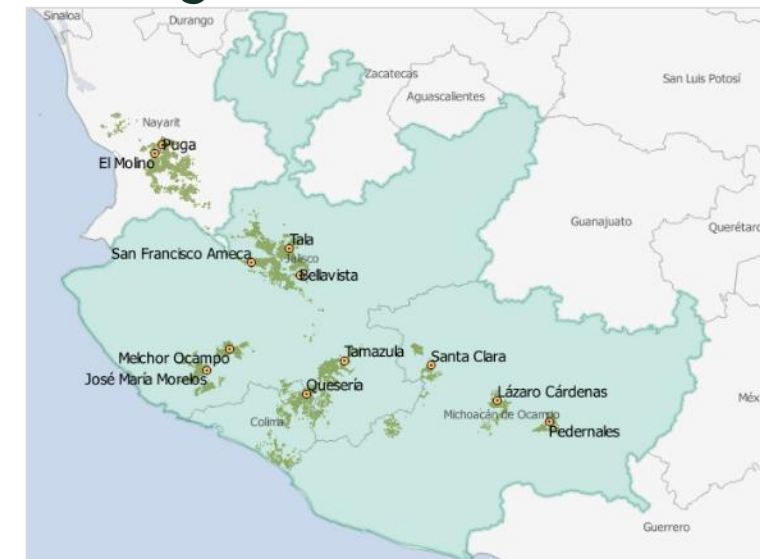 Sinaloa
Durango
Zacatecas
San Luis Potosí
Aguascalientes
Nayarit
Puga
El Molino
Guanajuato
Querétaro
Tala
San Francisco Ameca
Jalisco
Bellavista
Melchor Ocampo
Tamazula
Santa Clara
José María Morelos
Quesería
Lázaro Cárdenas
Méx
Michoacán de Ocampo
Colima
Pedernales
Guerrero